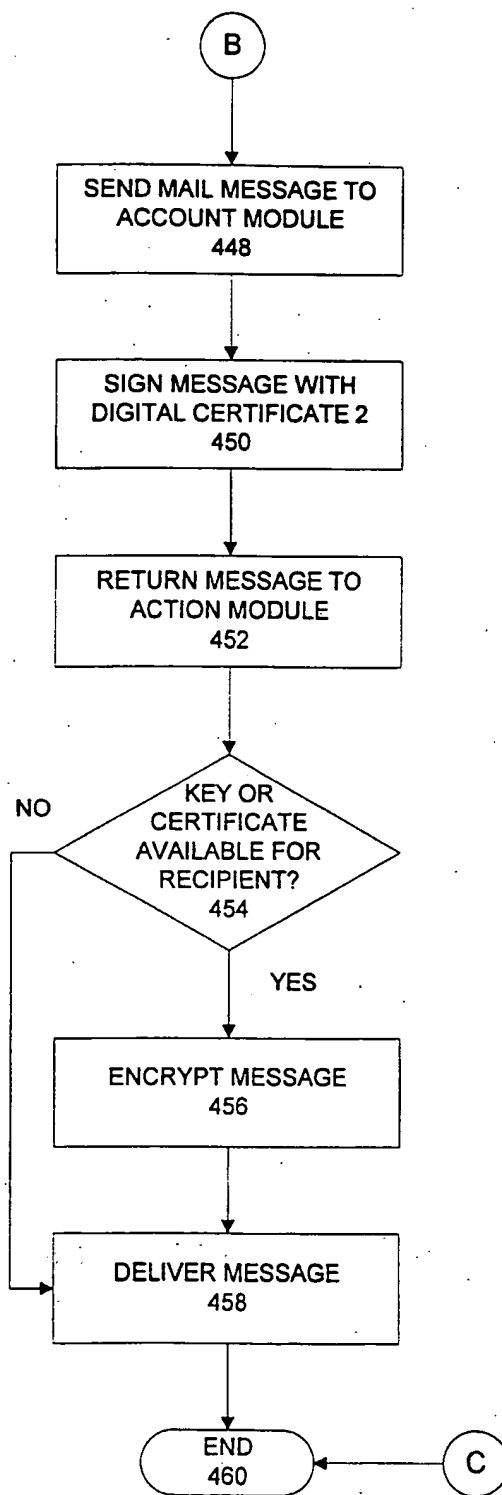 B
SEND MAIL MESSAGE TO
ACCOUNT MODULE
448
SIGN MESSAGE WITH
DIGITAL CERTIFICATE 2
450
RETURN MESSAGE TO
ACTION MODULE
452
NO
KEY OR
CERTIFICATE
AVAILABLE FOR
RECIPIENT?
454
YES
ENCRYPT MESSAGE
456
DELIVER MESSAGE
458
END
460
C